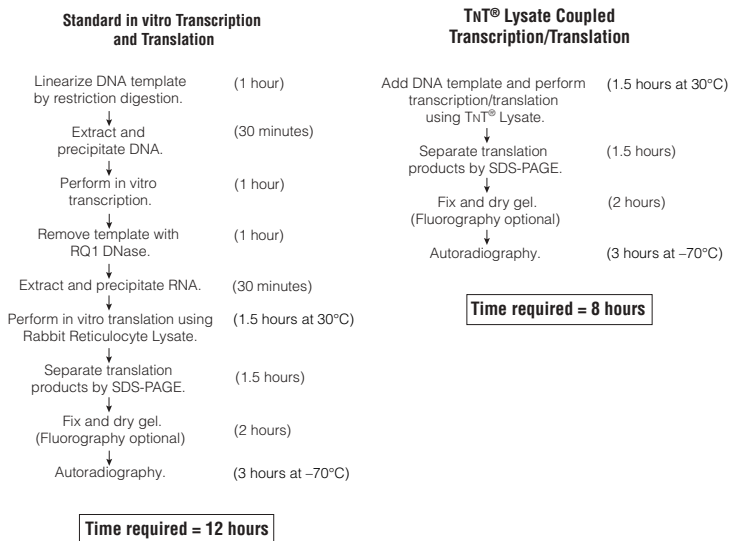 Standard in vitro Transcription
and Translation
Linearize DNA template
by restriction digestion.
(1 hour)
Extract and
precipitate DNA.
(30 minutes)
Perform in vitro
transcription.
(1 hour)
Remove template with
RQ1 DNase.
(1 hour)
Extract and precipitate RNA.
(30 minutes)
Perform in vitro translation using
Rabbit Reticulocyte Lysate.
(1.5 hours at 30°C)
Separate translation
products by SDS-PAGE.
(1.5 hours)
Fix and dry gel.
(Fluorography optional)
(2 hours)
Autoradiography.
(3 hours at –70°C)
Time required = 12 hours
TNT® Lysate Coupled
Transcription/Translation
Add DNA template and perform
transcription/translation
using TNT® Lysate.
(1.5 hours at 30°C)
Separate translation
products by SDS-PAGE.
(1.5 hours)
Fix and dry gel.
(Fluorography optional)
(2 hours)
Autoradiography.
(3 hours at –70°C)
Time required = 8 hours